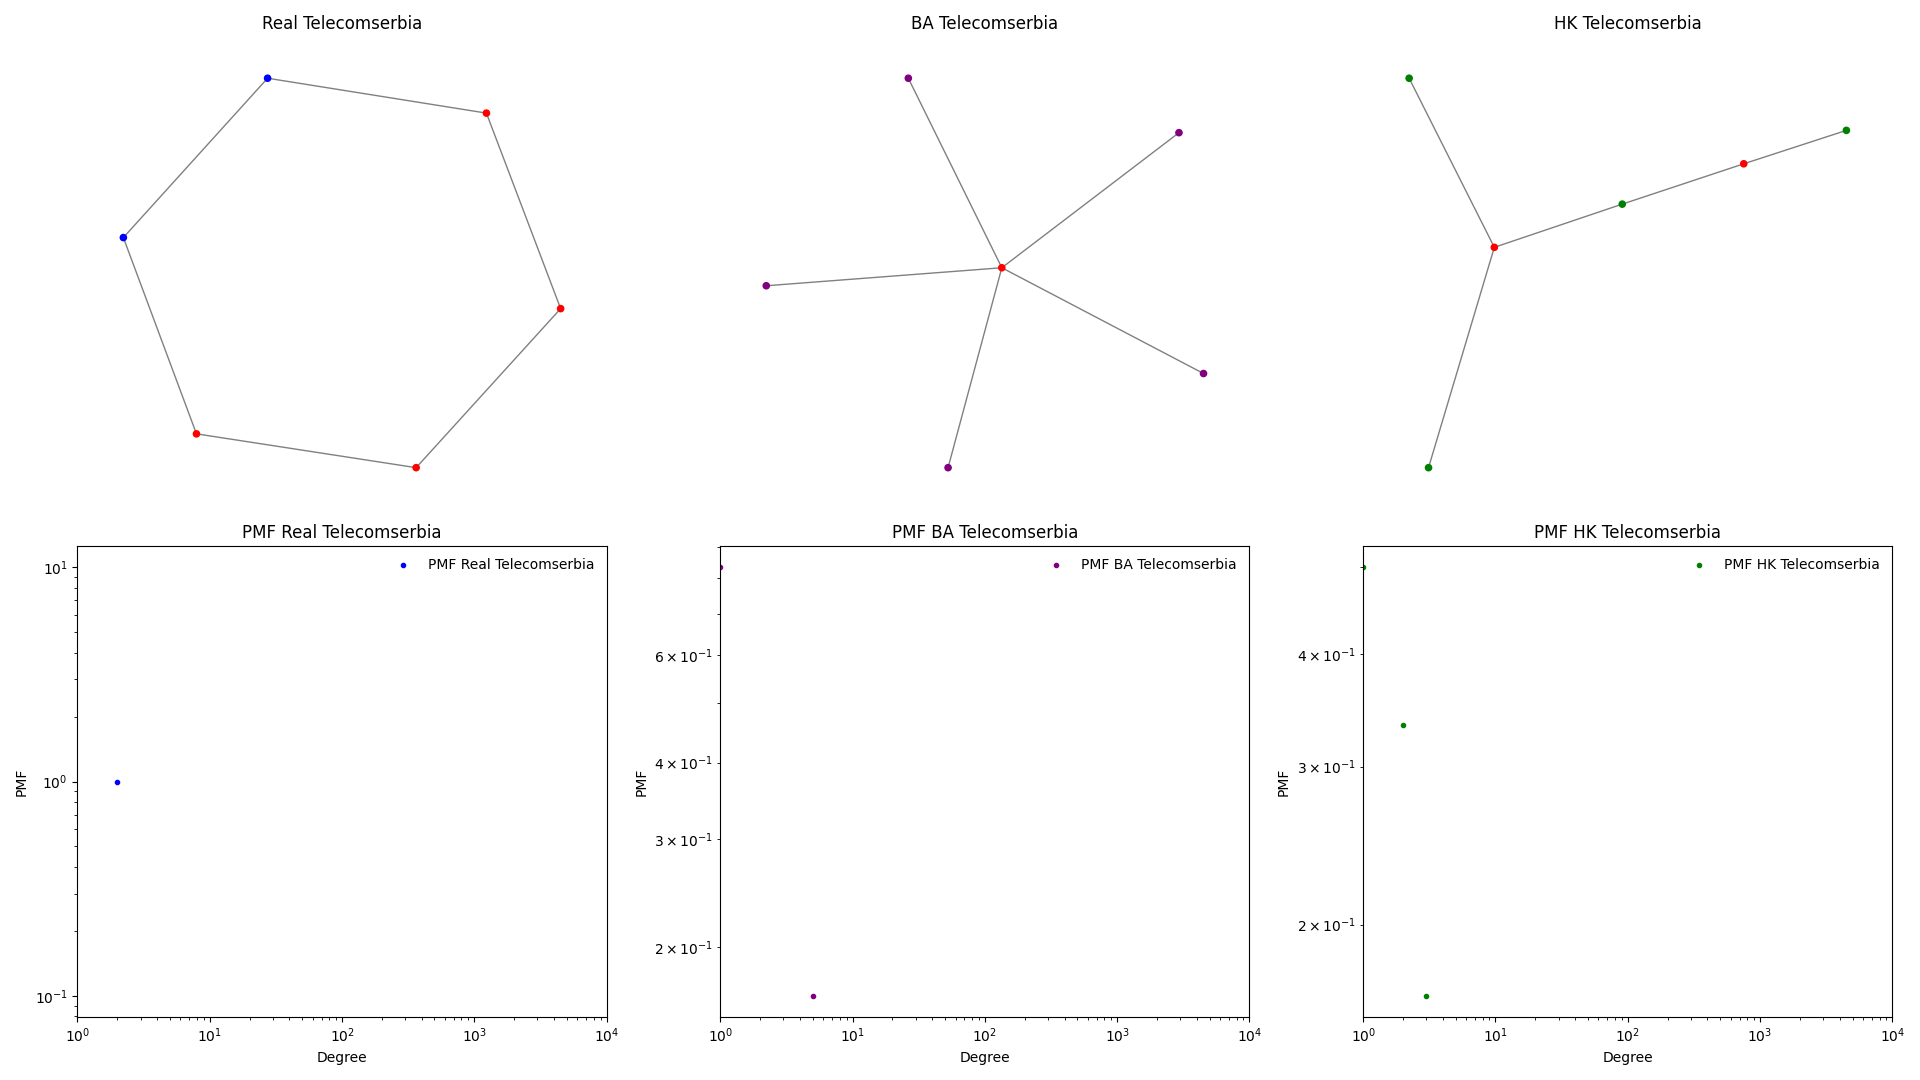 Real Telecomserbia
BA Telecomserbia
HK Telecomserbia
PMF Real Telecomserbia
PMF Real Telecomserbia
PMF
10¹
10⁰
10⁻¹
10⁰ 10¹ 10² 10³ 10⁴
Degree
PMF BA Telecomserbia
PMF BA Telecomserbia
PMF
6 × 10⁻¹
4 × 10⁻¹
3 × 10⁻¹
2 × 10⁻¹
10⁰ 10¹ 10² 10³ 10⁴
Degree
PMF HK Telecomserbia
PMF HK Telecomserbia
PMF
4 × 10⁻¹
3 × 10⁻¹
2 × 10⁻¹
10⁰ 10¹ 10² 10³ 10⁴
Degree